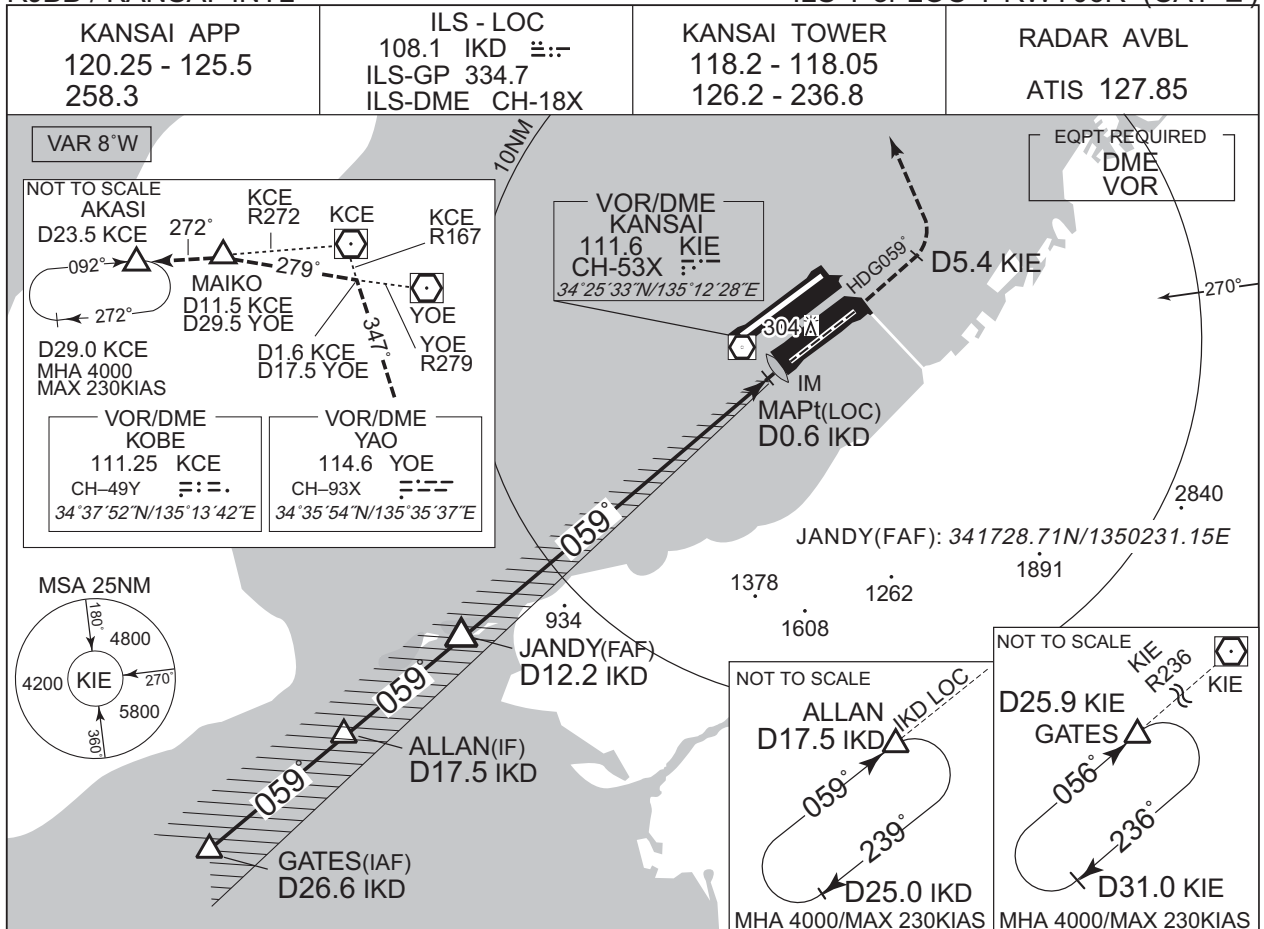 KANSAI APP
120.25 - 125.5
258.3
ILS - LOC
108.1 IKD
ILS-GP 334.7
ILS-DME CH-18X
KANSAI TOWER
118.2 - 118.05
126.2 - 236.8
RADAR AVBL
ATIS 127.85
VAR 8°W
10NM
EQPT REQUIRED
DME
VOR
NOT TO SCALE
AKASI
D23.5 KCE
272°
KCE
R272
KCE
KCE
R167
092°
279°
MAIKO
D11.5 KCE
D29.5 YOE
272°
YOE
D29.0 KCE
MHA 4000
MAX 230KIAS
D1.6 KCE
D17.5 YOE
347°
YOE
R279
VOR/DME
KOBE
111.25 KCE
CH–49Y
34°37´52˝N/135°13´42˝E
VOR/DME
YAO
114.6 YOE
CH–93X
34°35´54˝N/135°35´37˝E
VOR/DME
KANSAI
111.6 KIE
CH-53X
34°25´33˝N/135°12´28˝E
HDG059°
D5.4 KIE
270°
304
IM
MAPt(LOC)
D0.6 IKD
059°
2840
JANDY(FAF): 341728.71N/1350231.15E
1891
1378
1262
934
1608
JANDY(FAF)
D12.2 IKD
059°
ALLAN(IF)
D17.5 IKD
059°
GATES(IAF)
D26.6 IKD
MSA 25NM
180°
4800
4200
KIE
270°
5800
360°
NOT TO SCALE
ALLAN
D17.5 IKD
IKD LOC
059°
239°
D25.0 IKD
MHA 4000/MAX 230KIAS
NOT TO SCALE
KIE
R236
KIE
D25.9 KIE
GATES
056°
236°
D31.0 KIE
MHA 4000/MAX 230KIAS